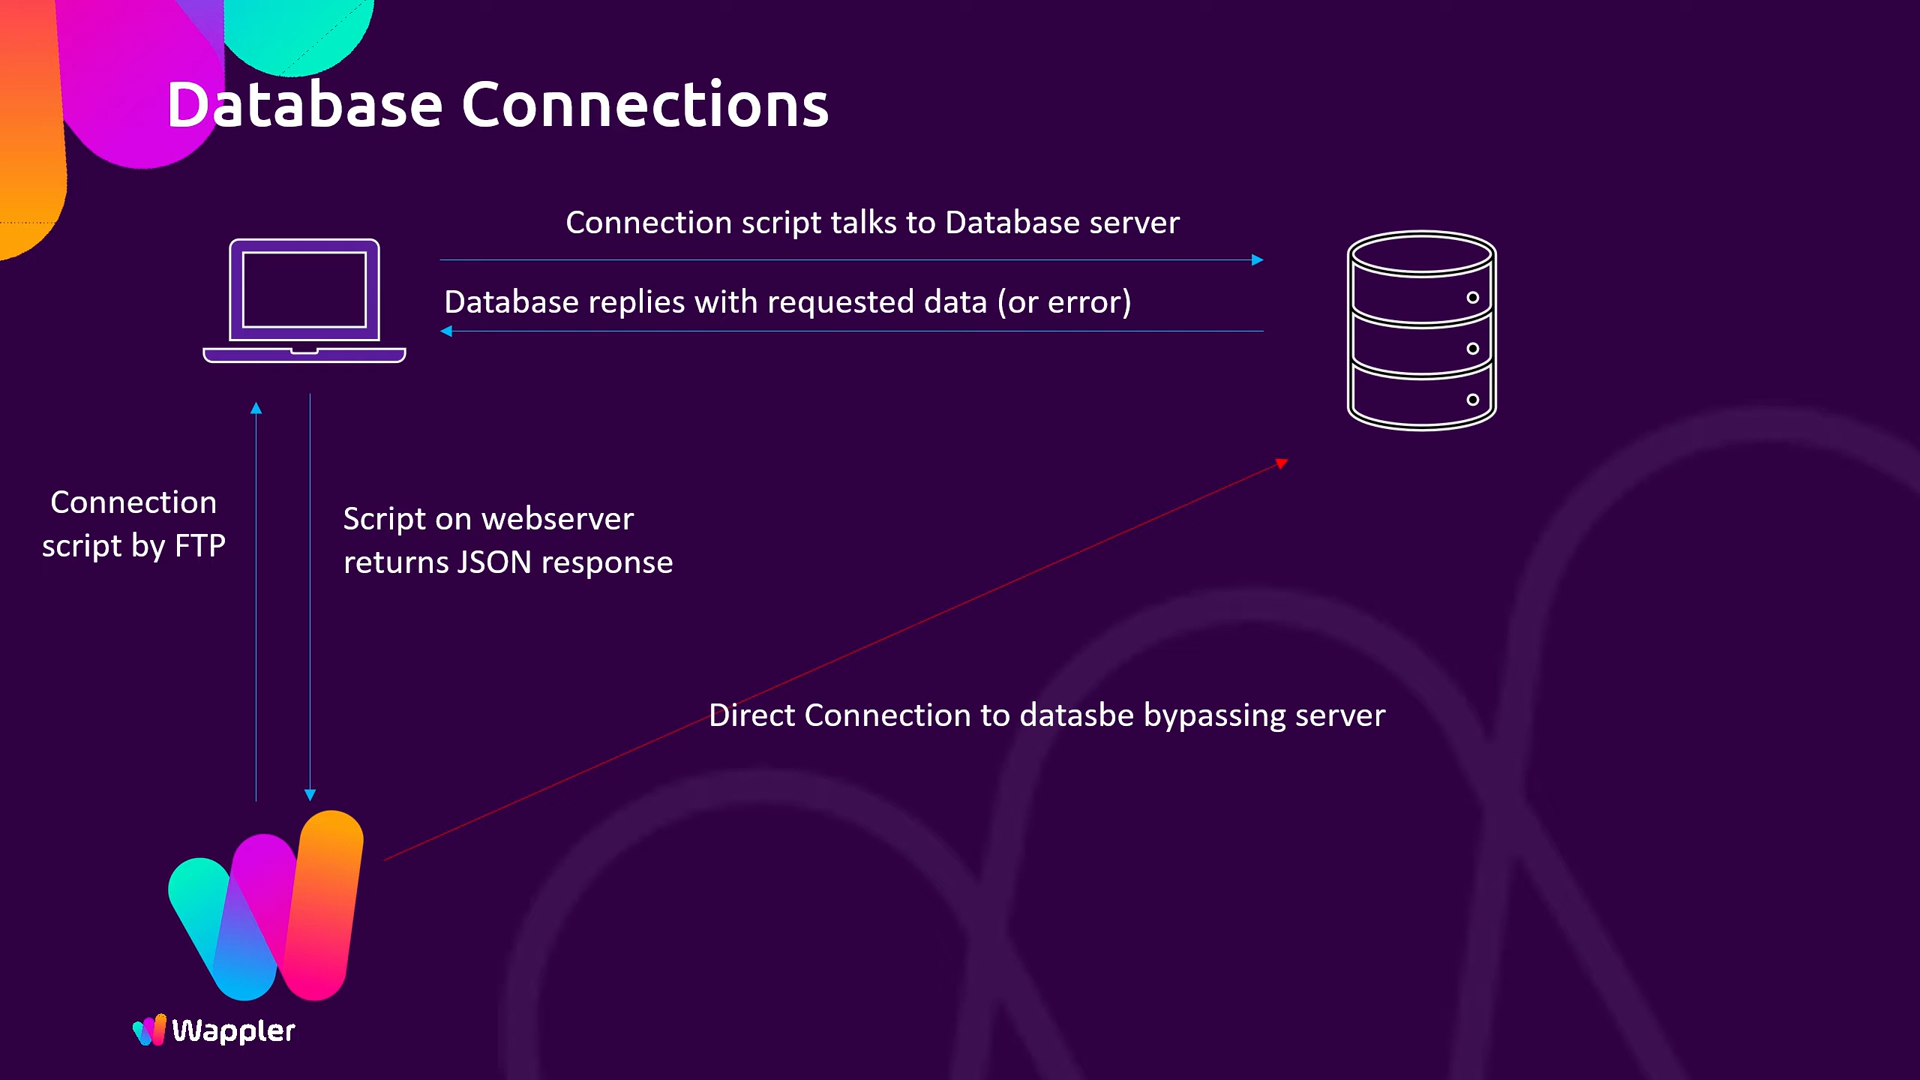 Database Connections
Connection script talks to Database server
Database replies with requested data (or error)
Connection
script by FTP
Script on webserver
returns JSON response
Direct Connection to datasbe bypassing server
Wappler